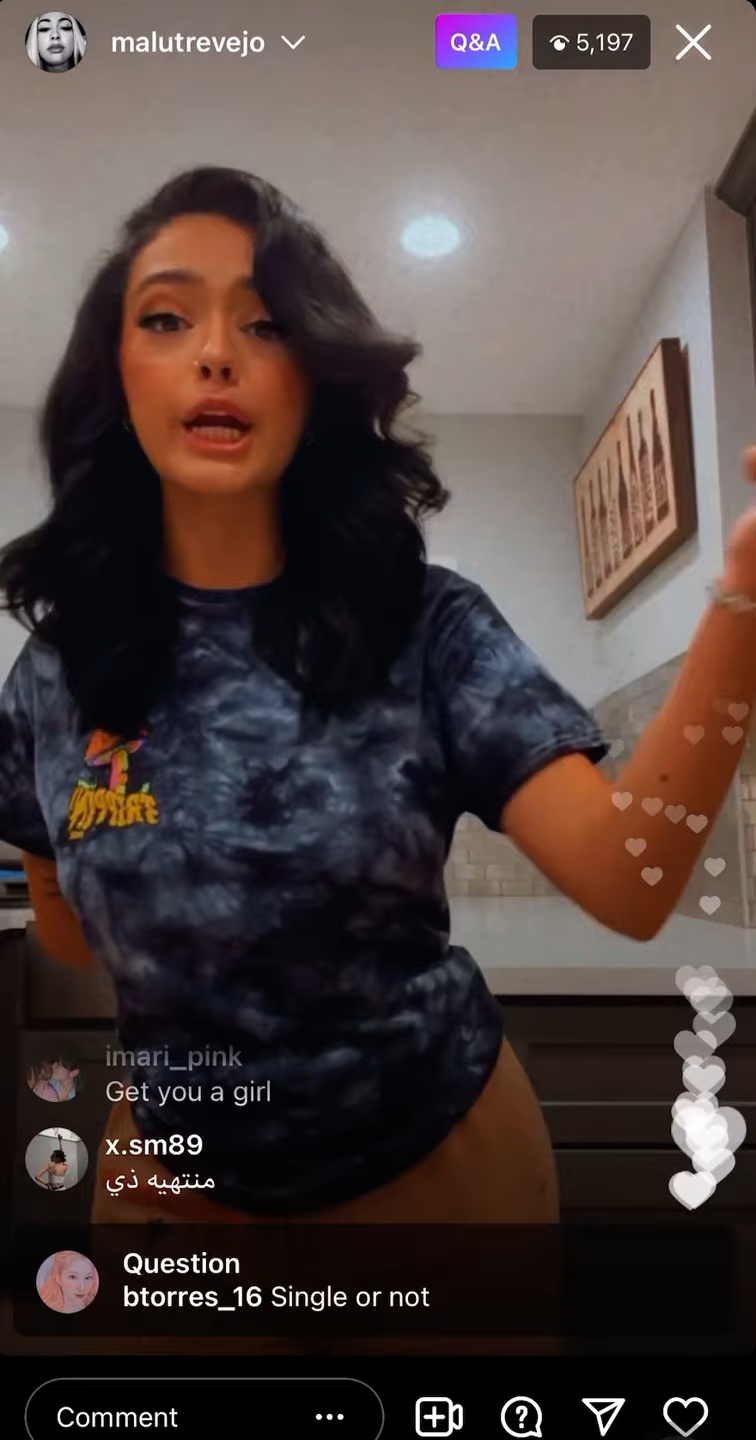 malutrevejo
Q&A
5,197
imari_pink
Get you a girl
x.sm89
منتهيه ذي
Question
btorres_16 Single or not
Comment